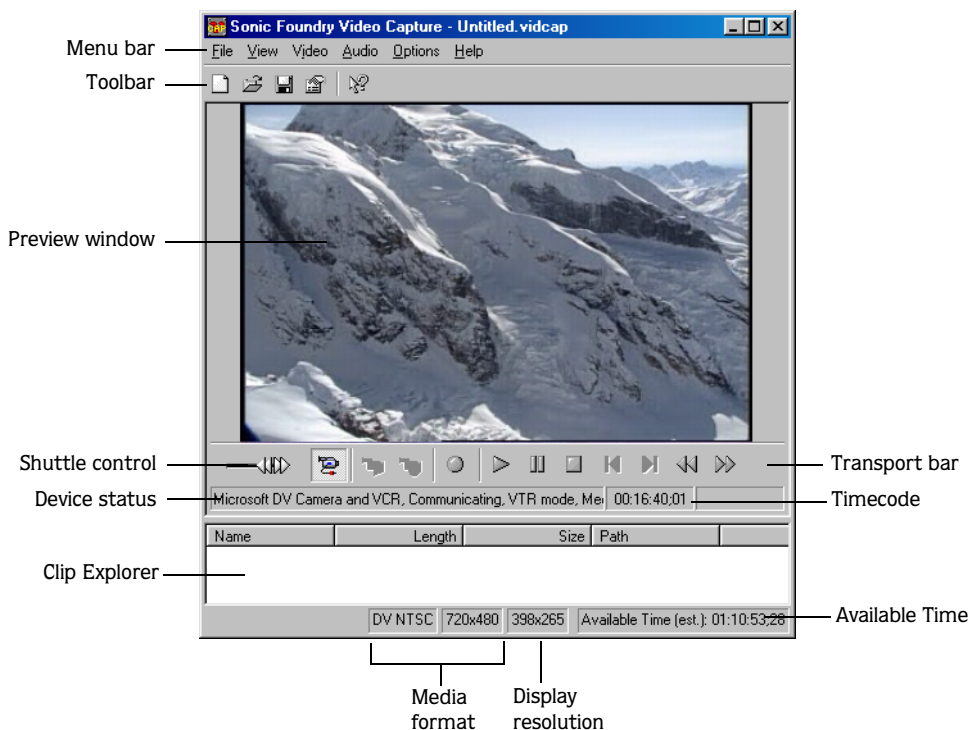 Sonic Foundry Video Capture - Untitled.vidcap
Menu bar
File View Video Audio Options Help
Toolbar
Preview window
Shuttle control
Transport bar
Device status
Microsoft DV Camera and VCR, Communicating, VTR mode, Me
00:16:40;01
Timecode
Name Length Size Path
Clip Explorer
DV NTSC 720x480 398x265 Available Time (est.): 01:10:53;28
Available Time
Media
format
Display
resolution